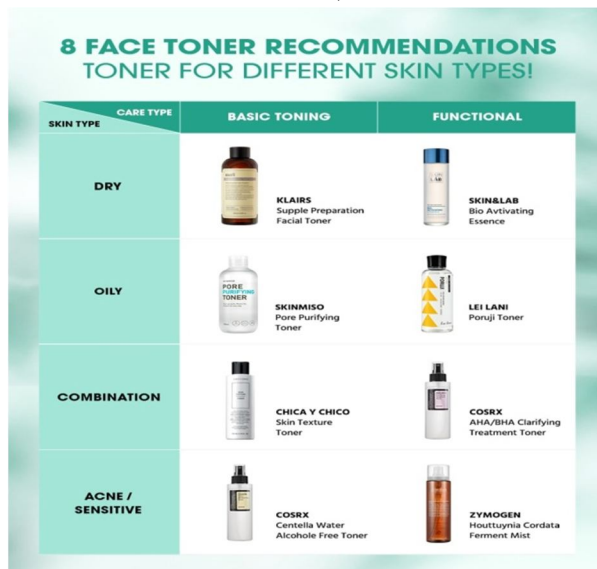 8 FACE TONER RECOMMENDATIONS
TONER FOR DIFFERENT SKIN TYPES!
CARE TYPE
SKIN TYPE
BASIC TONING
FUNCTIONAL
DRY
KLAIRS
Supple Preparation
Facial Toner
SKIN&LAB
Bio Avtivating
Essence
OILY
PORE
PURIFYING
TONER
SKINMISO
Pore Purifying
Toner
LEI LANI
Poruji Toner
COMBINATION
CHICA Y CHICO
Skin Texture
Toner
COSRX
AHA/BHA Clarifying
Treatment Toner
ACNE /
SENSITIVE
COSRX
Centella Water
Alcohole Free Toner
ZYMOGEN
Houttuynia Cordata
Ferment Mist